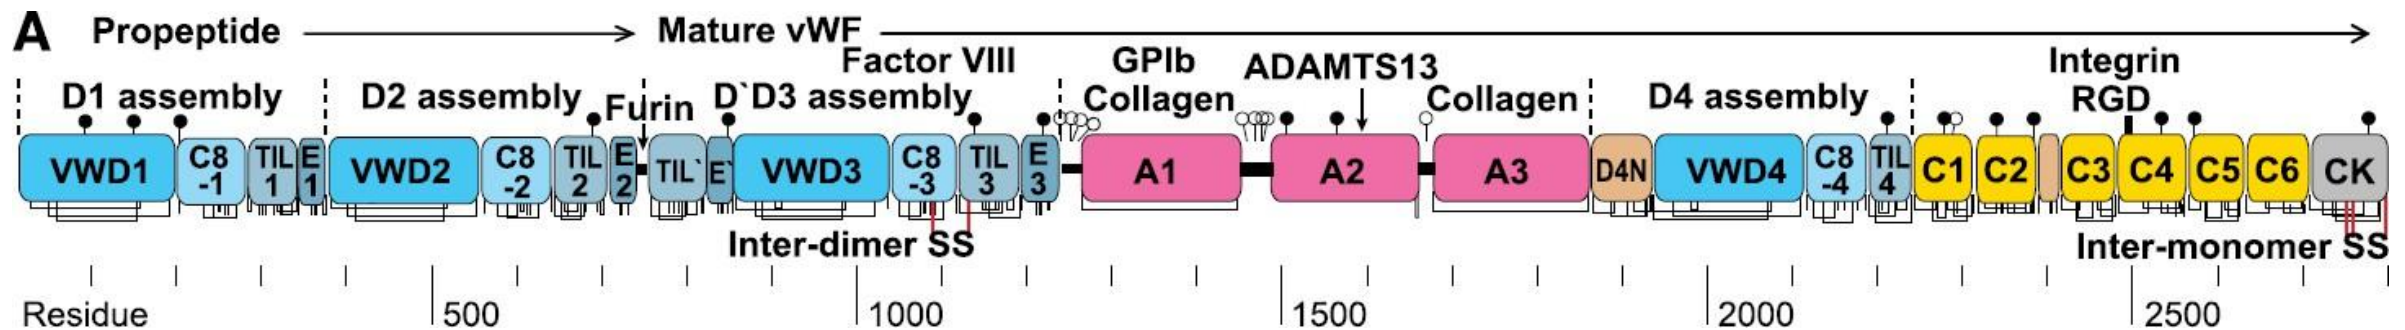 A Propeptide Mature vWF
Factor VIII GPIb ADAMTS13 Integrin
D1 assembly D2 assembly Furin D`D3 assembly Collagen Collagen D4 assembly RGD
VWD1 C8-1 TIL1 E1 VWD2 C8-2 TIL2 E2 TIL` E` VWD3 C8-3 TIL3 E3 A1 A2 A3 D4N VWD4 C8-4 TIL4 C1 C2 C3 C4 C5 C6 CK
Inter-dimer SS Inter-monomer SS
Residue 500 1000 1500 2000 2500